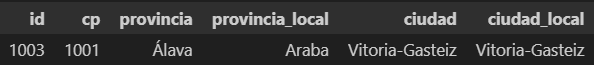 id cp provincia provincia_local ciudad ciudad_local
1003 1001 Álava Araba Vitoria-Gasteiz Vitoria-Gasteiz